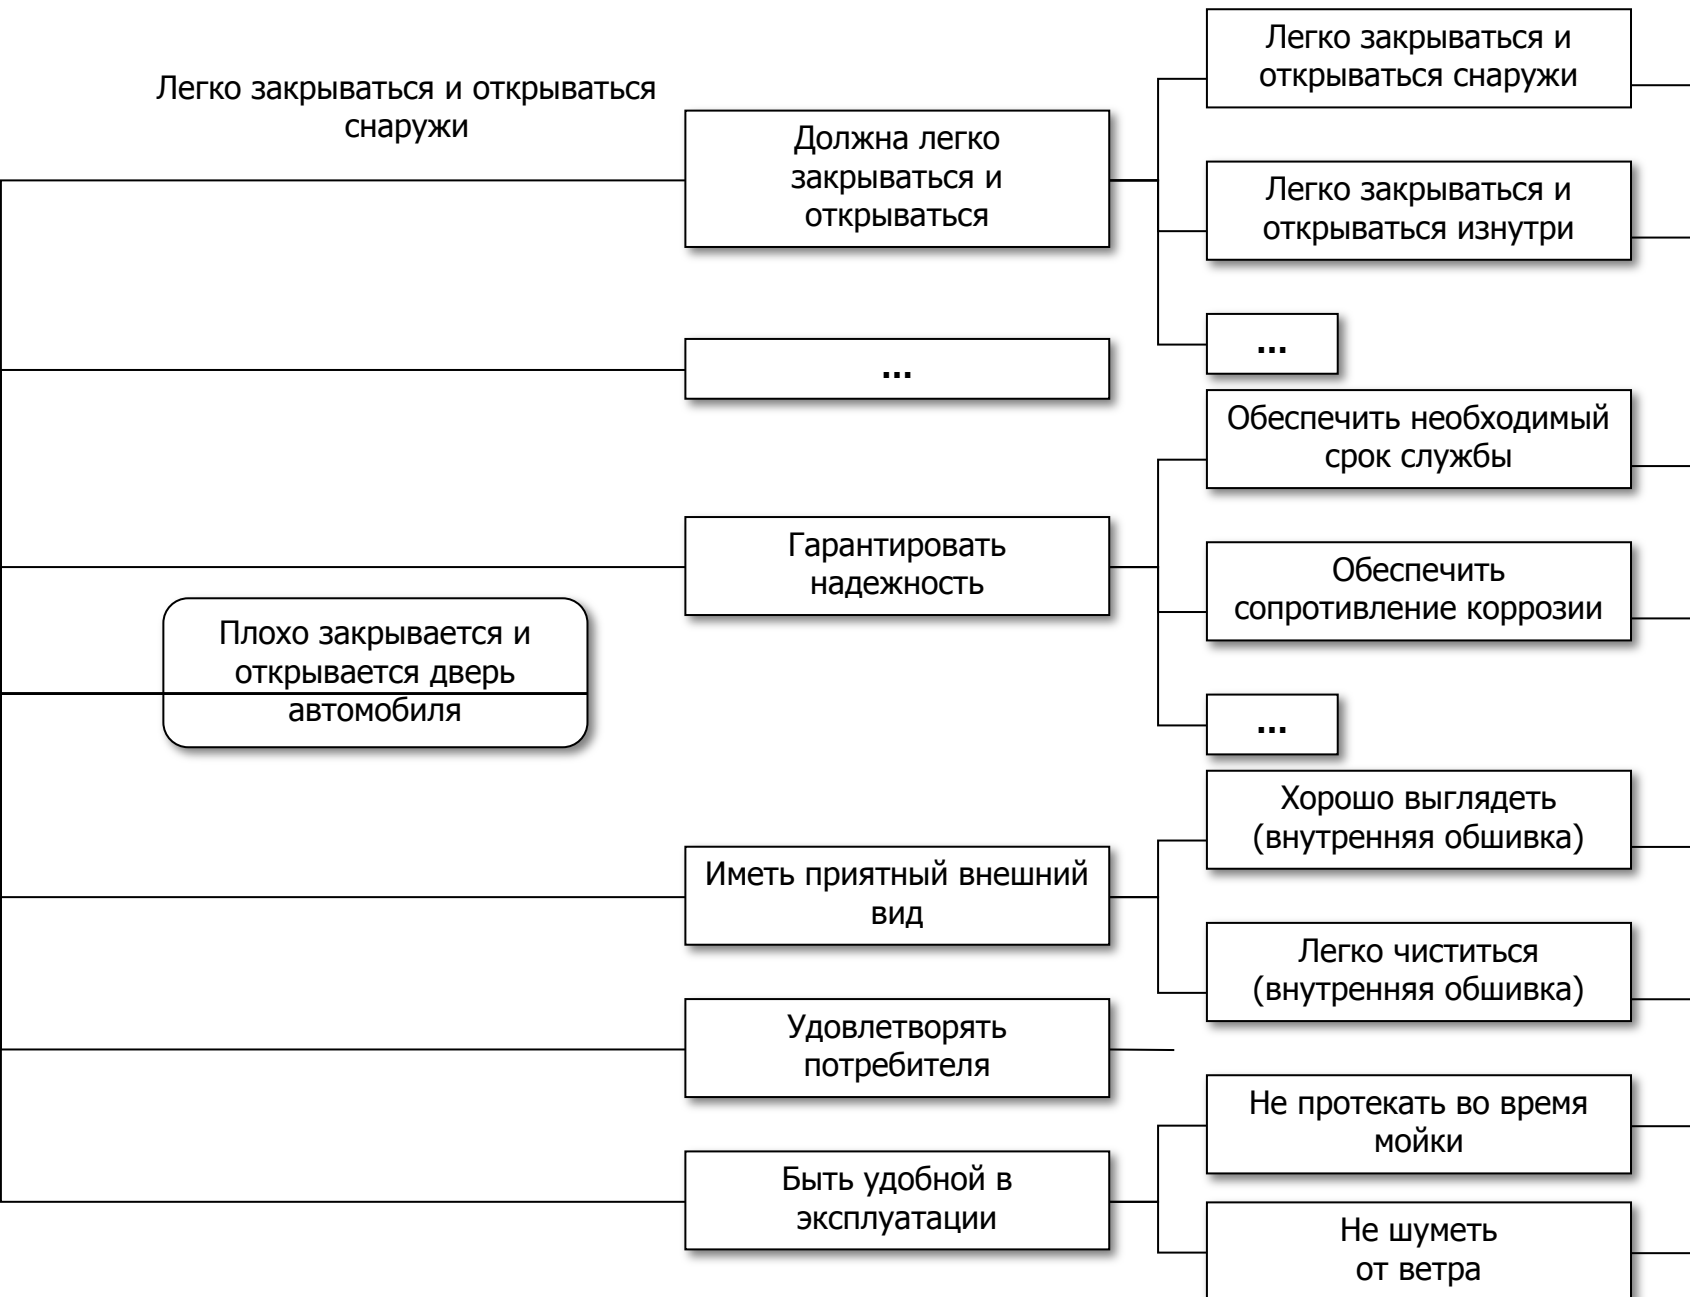 Легко закрываться и открываться
снаружи
Плохо закрывается и
открывается дверь
автомобиля
Должна легко
закрываться и
открываться
...
Гарантировать
надежность
Иметь приятный внешний
вид
Удовлетворять
потребителя
Быть удобной в
эксплуатации
Легко закрываться и
открываться снаружи
Легко закрываться и
открываться изнутри
...
Обеспечить необходимый
срок службы
Обеспечить
сопротивление коррозии
...
Хорошо выглядеть
(внутренняя обшивка)
Легко чиститься
(внутренняя обшивка)
Не протекать во время
мойки
Не шуметь
от ветра